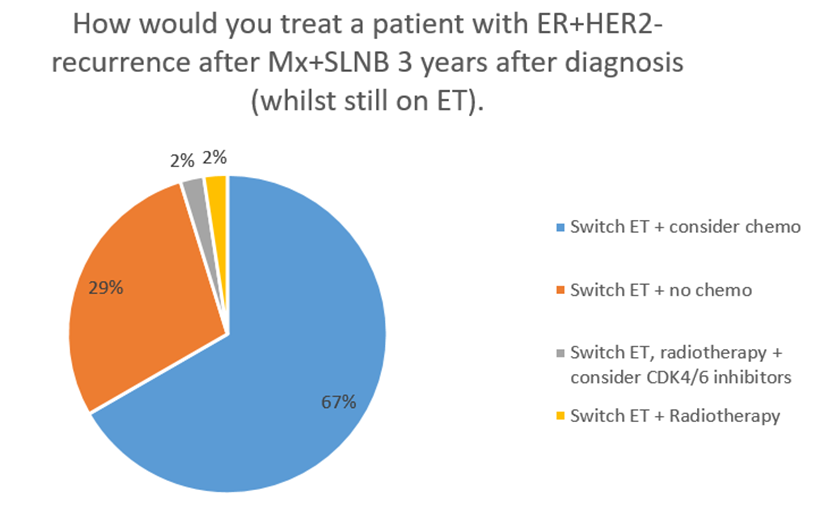 How would you treat a patient with ER+HER2-
recurrence after Mx+SLNB 3 years after diagnosis
(whilst still on ET).
2% 2%
29%
67%
Switch ET + consider chemo
Switch ET + no chemo
Switch ET, radiotherapy +
consider CDK4/6 inhibitors
Switch ET + Radiotherapy